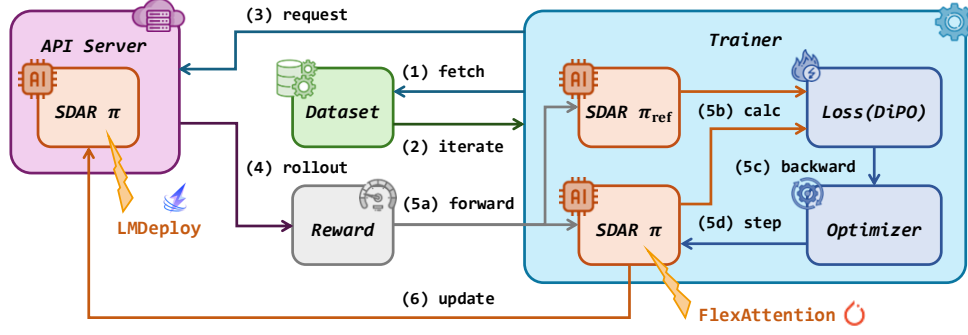 (3) request
API Server
Trainer
AI
SDAR π
(1) fetch
Dataset
(2) iterate
AI
SDAR π_ref
(5b) calc
Loss(DiPO)
(4) rollout
(5c) backward
LMDeploy
Reward
(5a) forward
AI
SDAR π
(5d) step
Optimizer
(6) update
FlexAttention